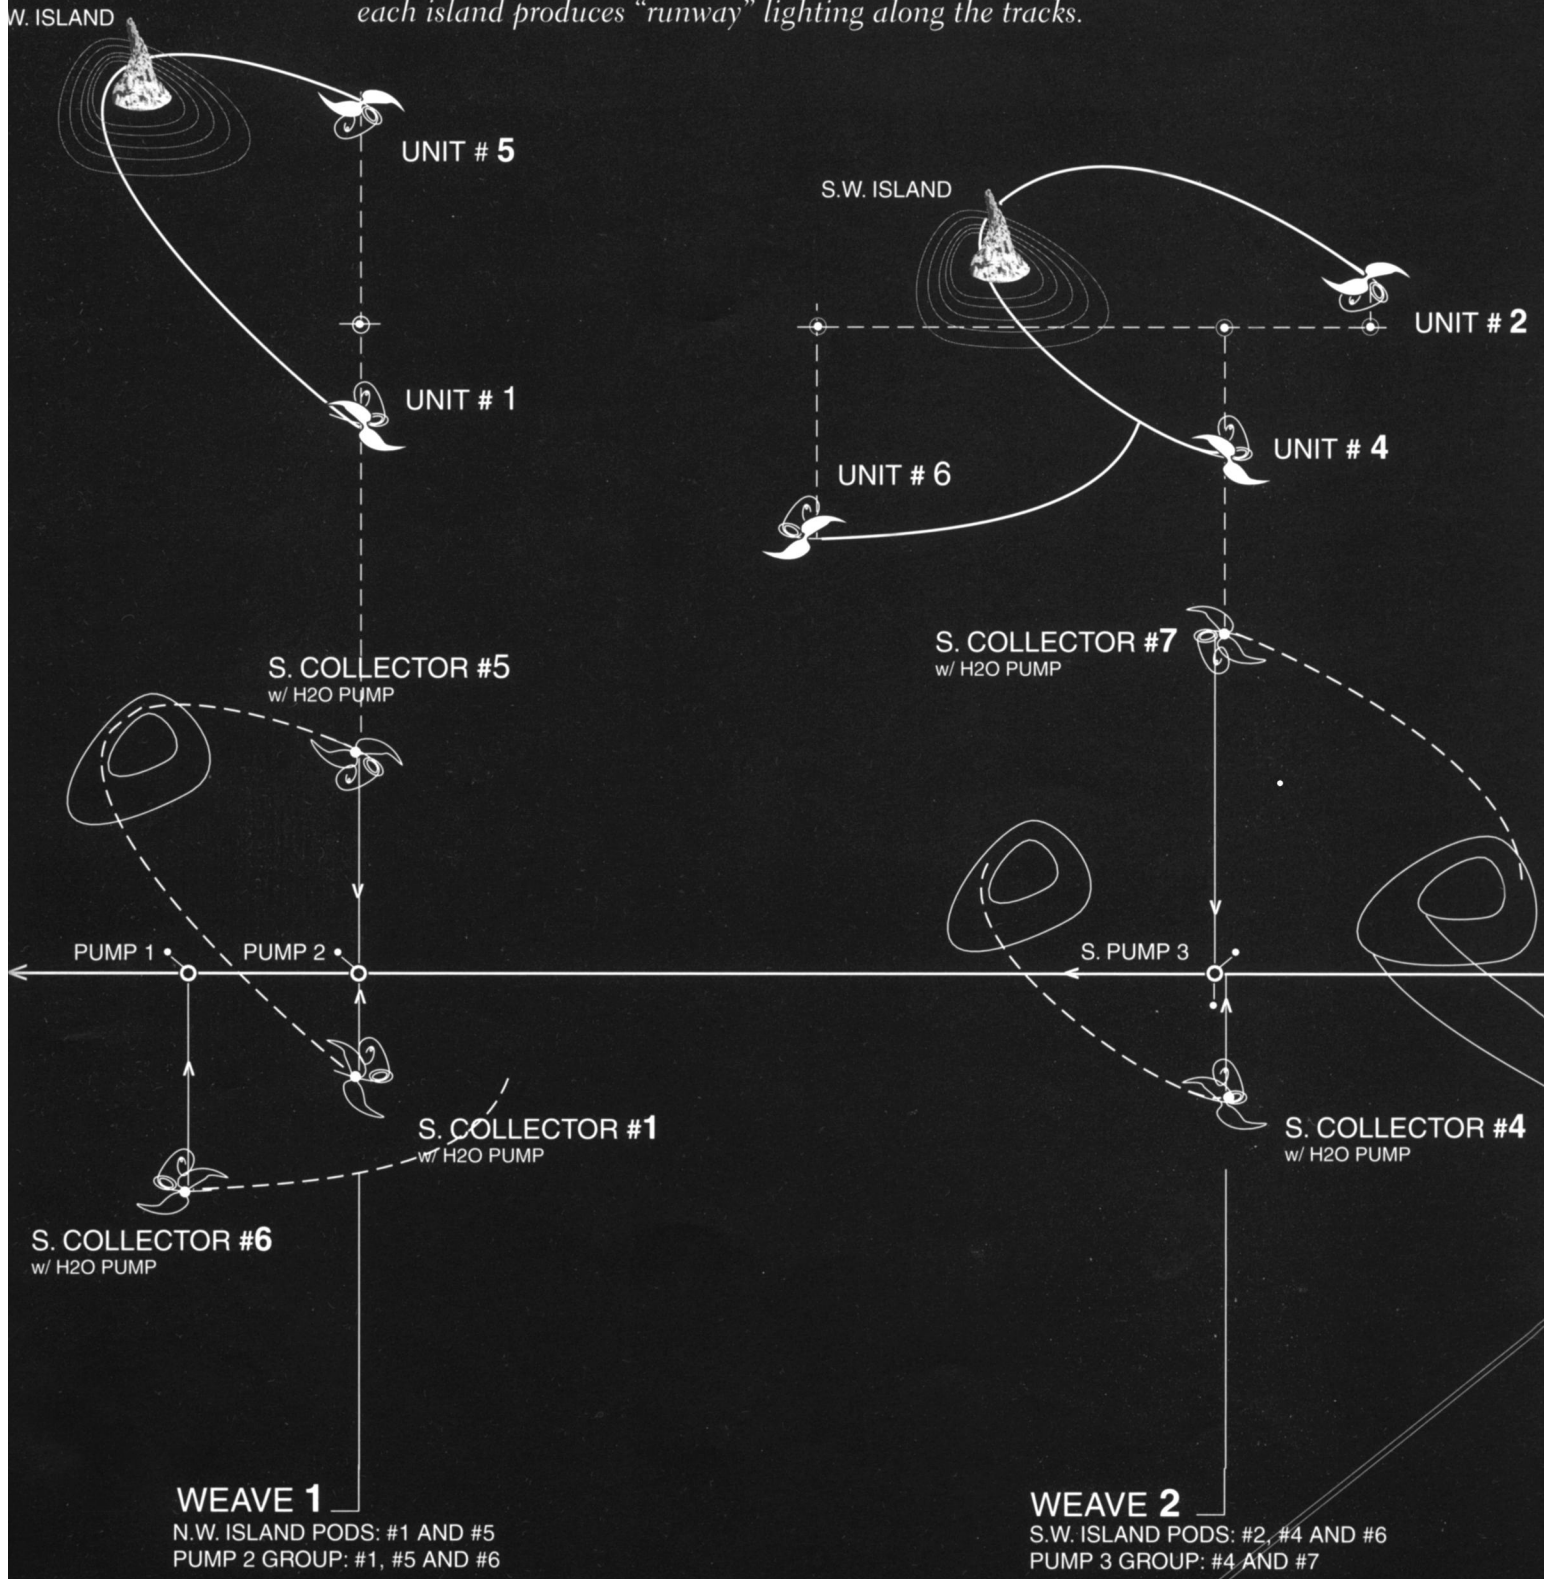 W. ISLAND
each island produces “runway” lighting along the tracks.
UNIT # 5
S.W. ISLAND
UNIT # 2
UNIT # 1
UNIT # 4
UNIT # 6
S. COLLECTOR #7
w/ H2O PUMP
S. COLLECTOR #5
w/ H2O PUMP
PUMP 1
PUMP 2
S. PUMP 3
S. COLLECTOR #1
w/ H2O PUMP
S. COLLECTOR #4
w/ H2O PUMP
S. COLLECTOR #6
w/ H2O PUMP
WEAVE 1
N.W. ISLAND PODS: #1 AND #5
PUMP 2 GROUP: #1, #5 AND #6
WEAVE 2
S.W. ISLAND PODS: #2, #4 AND #6
PUMP 3 GROUP: #4 AND #7